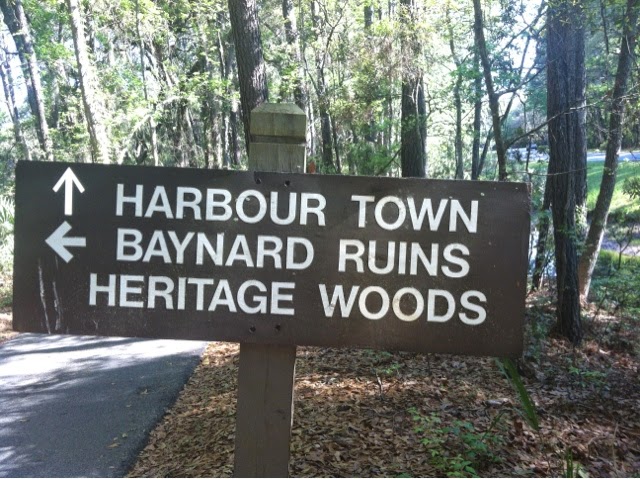 ↑ HARBOUR TOWN
← BAYNARD RUINS
HERITAGE WOODS